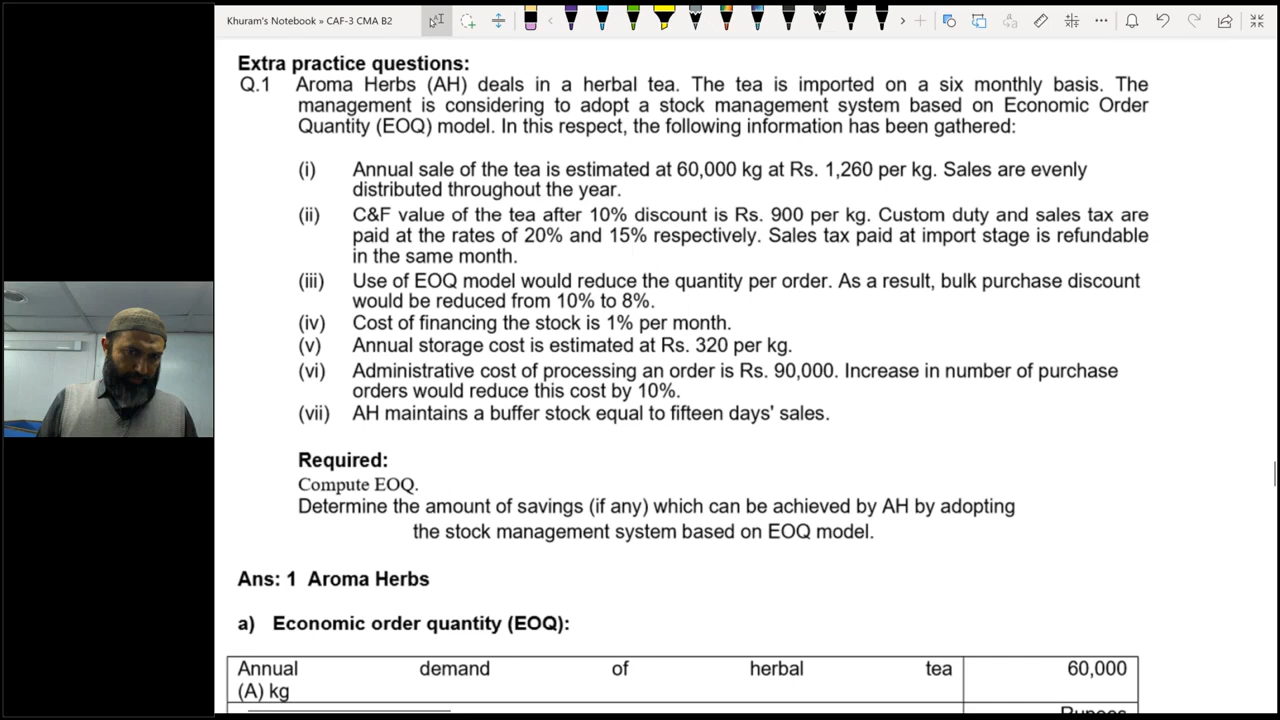 Khuram's Notebook » CAF-3 CMA B2
Extra practice questions:
Q.1 Aroma Herbs (AH) deals in a herbal tea. The tea is imported on a six monthly basis. The
management is considering to adopt a stock management system based on Economic Order
Quantity (EOQ) model. In this respect, the following information has been gathered:
(i) Annual sale of the tea is estimated at 60,000 kg at Rs. 1,260 per kg. Sales are evenly
distributed throughout the year.
(ii) C&F value of the tea after 10% discount is Rs. 900 per kg. Custom duty and sales tax are
paid at the rates of 20% and 15% respectively. Sales tax paid at import stage is refundable
in the same month.
(iii) Use of EOQ model would reduce the quantity per order. As a result, bulk purchase discount
would be reduced from 10% to 8%.
(iv) Cost of financing the stock is 1% per month.
(v) Annual storage cost is estimated at Rs. 320 per kg.
(vi) Administrative cost of processing an order is Rs. 90,000. Increase in number of purchase
orders would reduce this cost by 10%.
(vii) AH maintains a buffer stock equal to fifteen days' sales.
Required:
Compute EOQ.
Determine the amount of savings (if any) which can be achieved by AH by adopting
the stock management system based on EOQ model.
Ans: 1 Aroma Herbs
a) Economic order quantity (EOQ):
Annual demand of herbal tea 60,000
(A) kg
Rupees